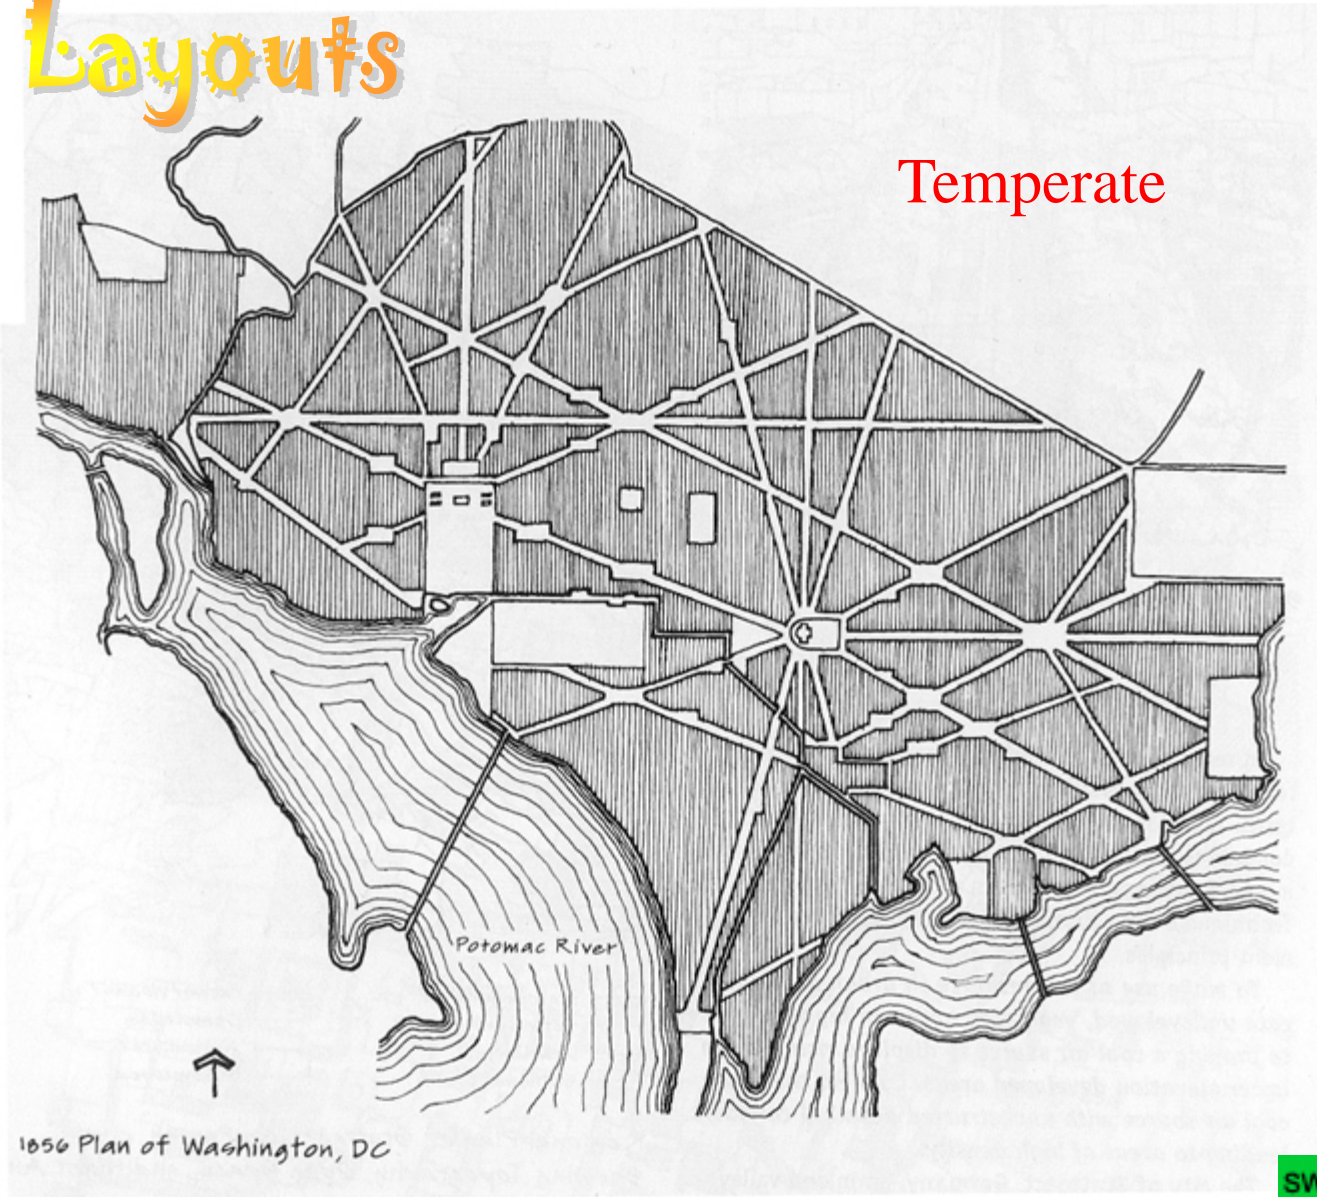 Layouts
Temperate
Potomac River
1856 Plan of Washington, DC
SW